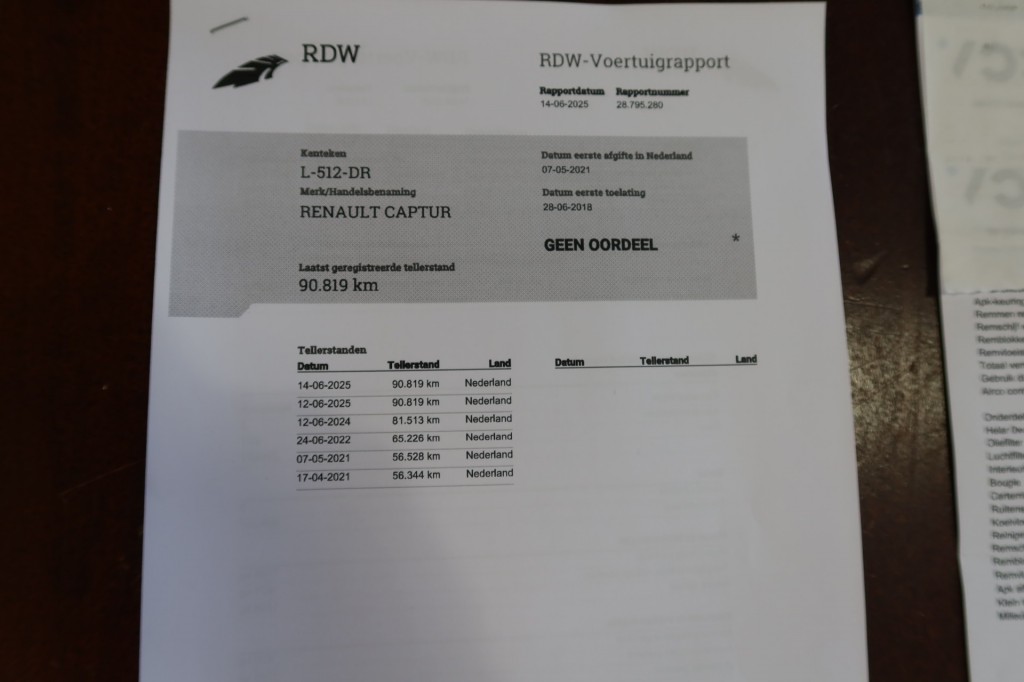 RDW
RDW-Voertuigrapport
Rapportdatum Rapportnummer
14-06-2025 28.795.280
Kenteken
L-512-DR
Merk/Handelsbenaming
RENAULT CAPTUR
Laatst geregistreerde tellerstand
90.819 km
Datum eerste afgifte in Nederland
07-05-2021
Datum eerste toelating
28-06-2018
GEEN OORDEEL *
Tellerstanden
Datum Tellerstand Land
14-06-2025 90.819 km Nederland
12-06-2025 90.819 km Nederland
12-06-2024 81.513 km Nederland
24-06-2022 65.226 km Nederland
07-05-2021 56.528 km Nederland
17-04-2021 56.344 km Nederland
Datum Tellerstand Land